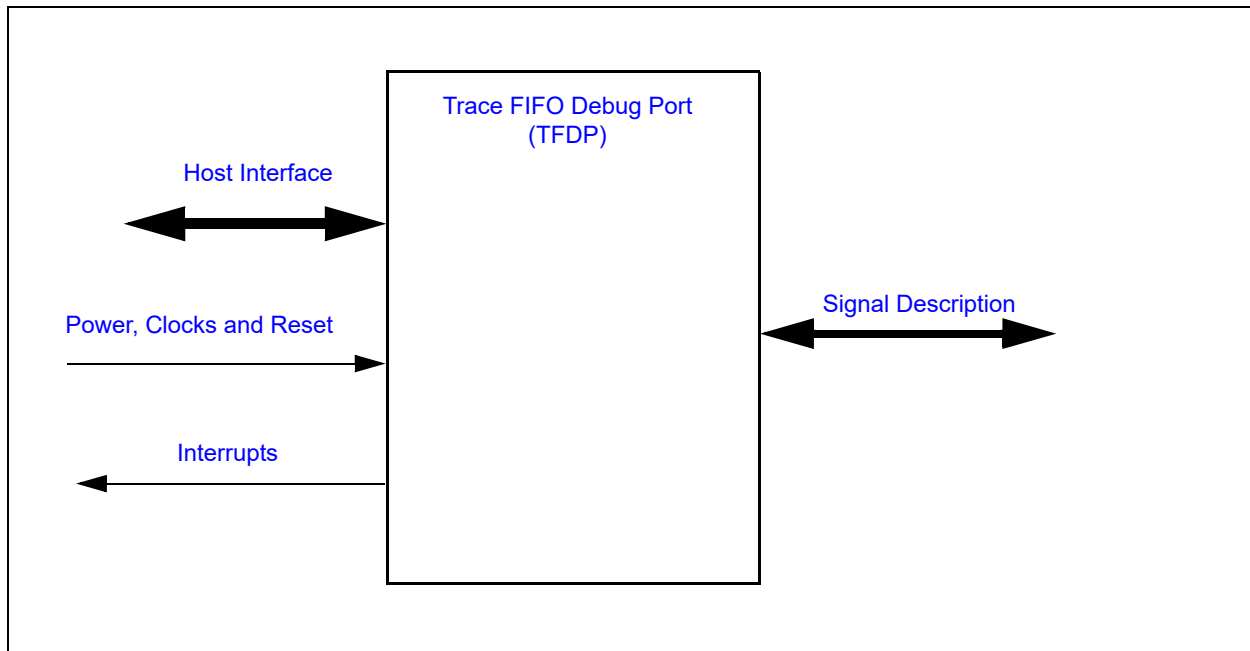 Trace FIFO Debug Port
(TFDP)
Host Interface
Signal Description
Power, Clocks and Reset
Interrupts